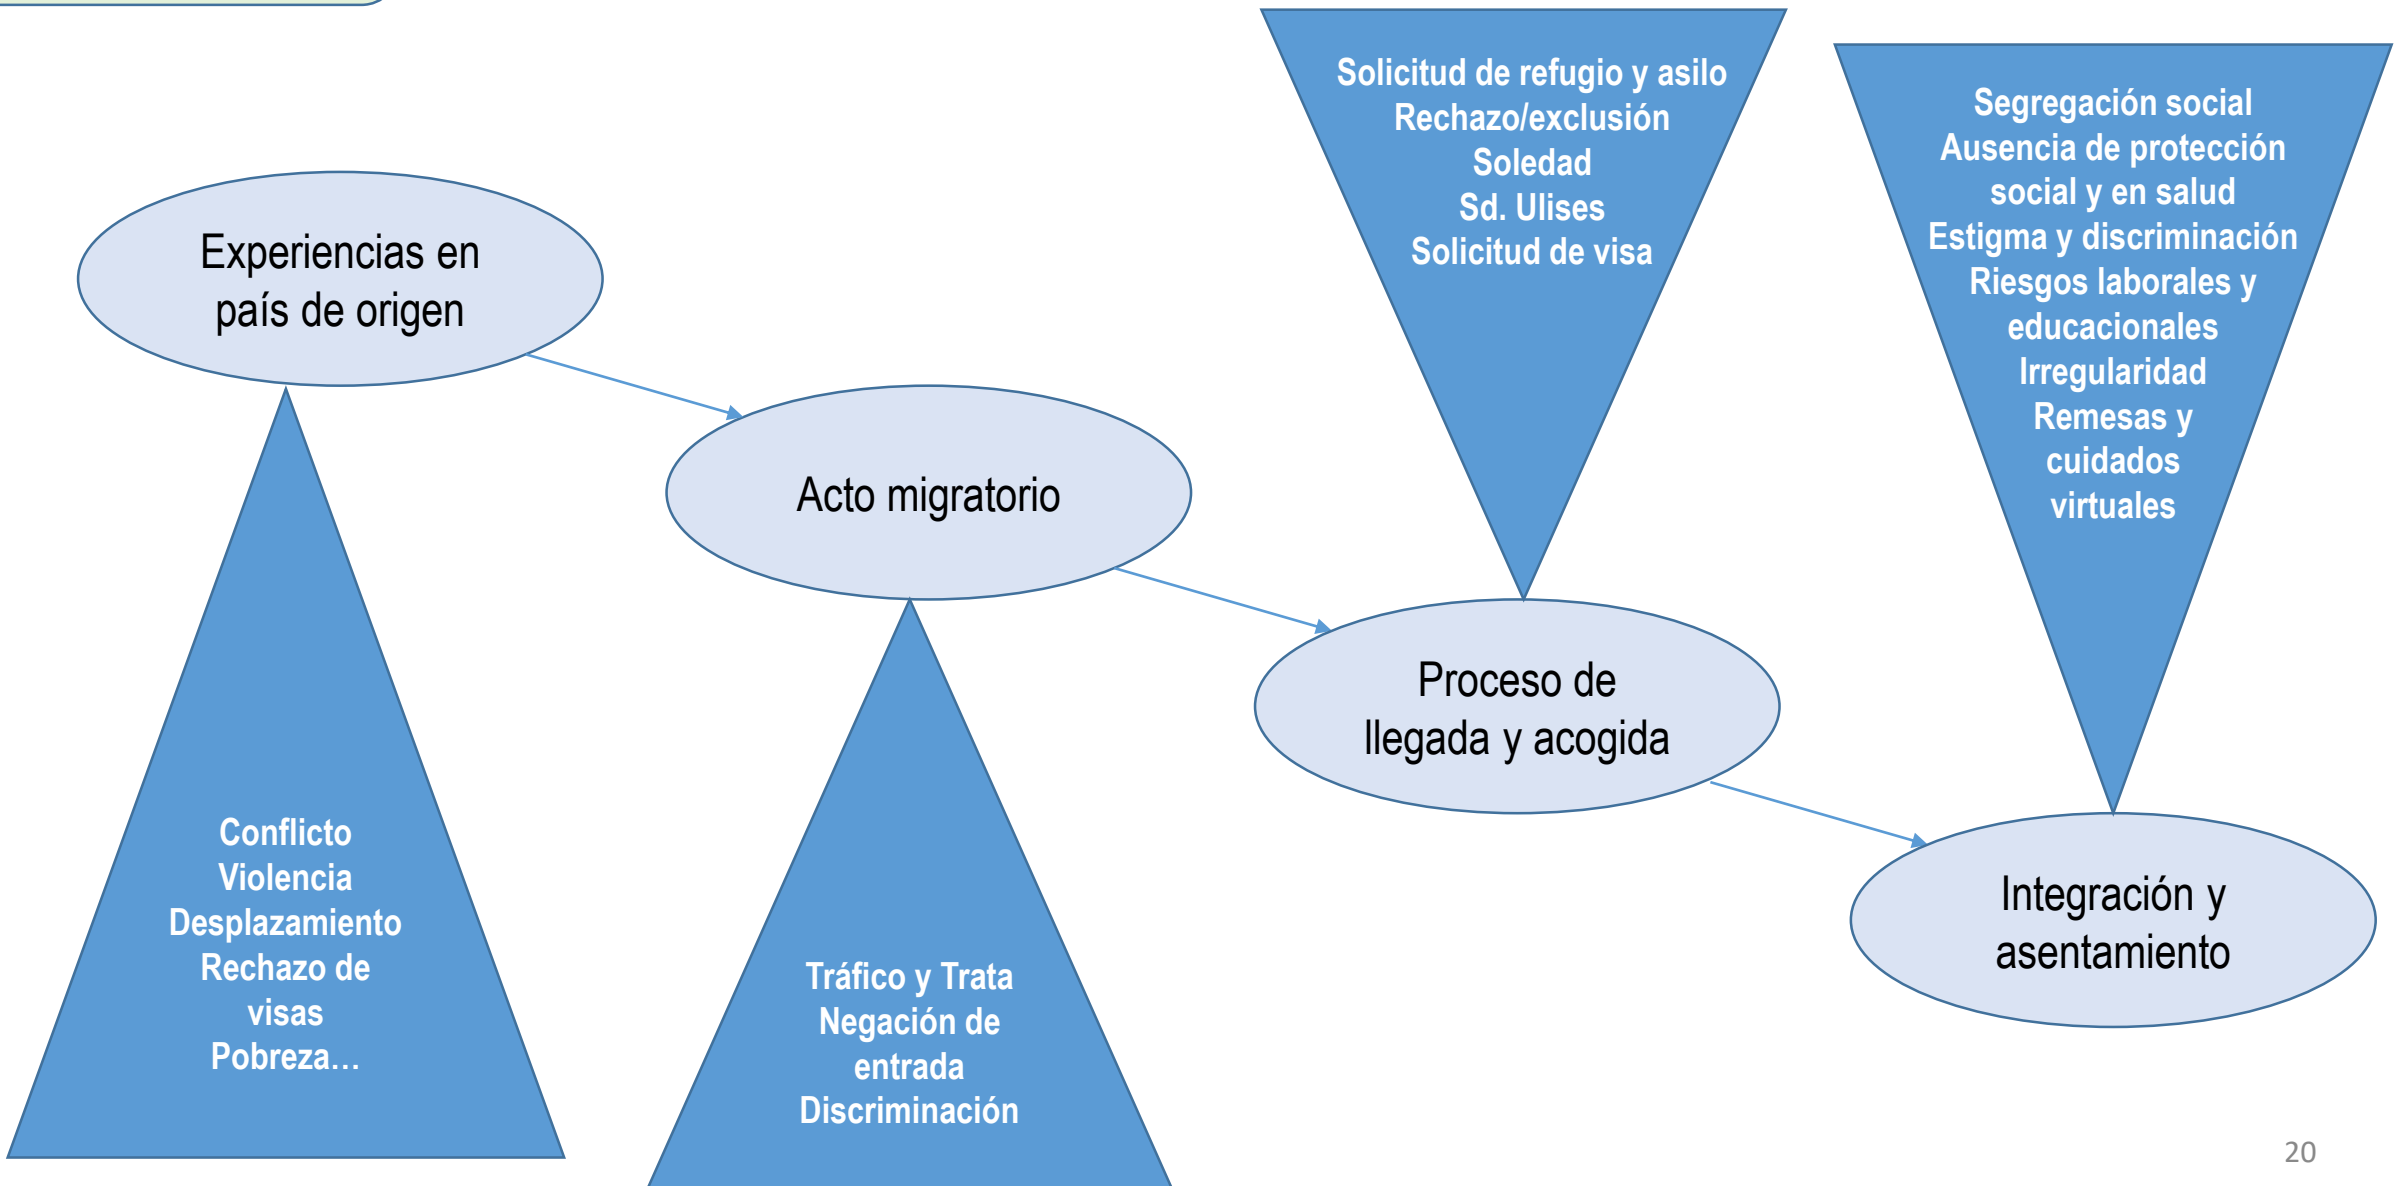 Experiencias en
país de origen
Conflicto
Violencia
Desplazamiento
Rechazo de
visas
Pobreza…
Acto migratorio
Tráfico y Trata
Negación de
entrada
Discriminación
Solicitud de refugio y asilo
Rechazo/exclusión
Soledad
Sd. Ulises
Solicitud de visa
Proceso de
llegada y acogida
Segregación social
Ausencia de protección
social y en salud
Estigma y discriminación
Riesgos laborales y
educacionales
Irregularidad
Remesas y
cuidados
virtuales
Integración y
asentamiento
20